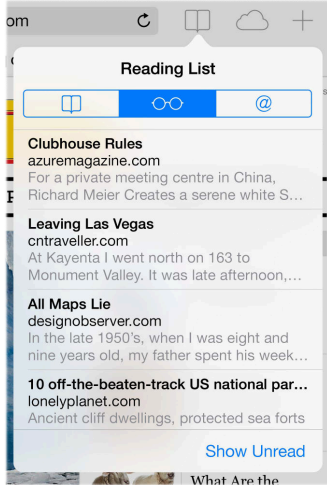 om
Reading List
@
Clubhouse Rules
azuremagazine.com
For a private meeting centre in China,
Richard Meier Creates a serene white S...
Leaving Las Vegas
cntraveller.com
At Kayenta I went north on 163 to
Monument Valley. It was late afternoon,...
All Maps Lie
designobserver.com
In the late 1950's, when I was eight and
nine years old, my father spent his week...
10 off-the-beaten-track US national par...
lonelyplanet.com
Ancient cliff dwellings, protected sea forts
Show Unread
What Are the